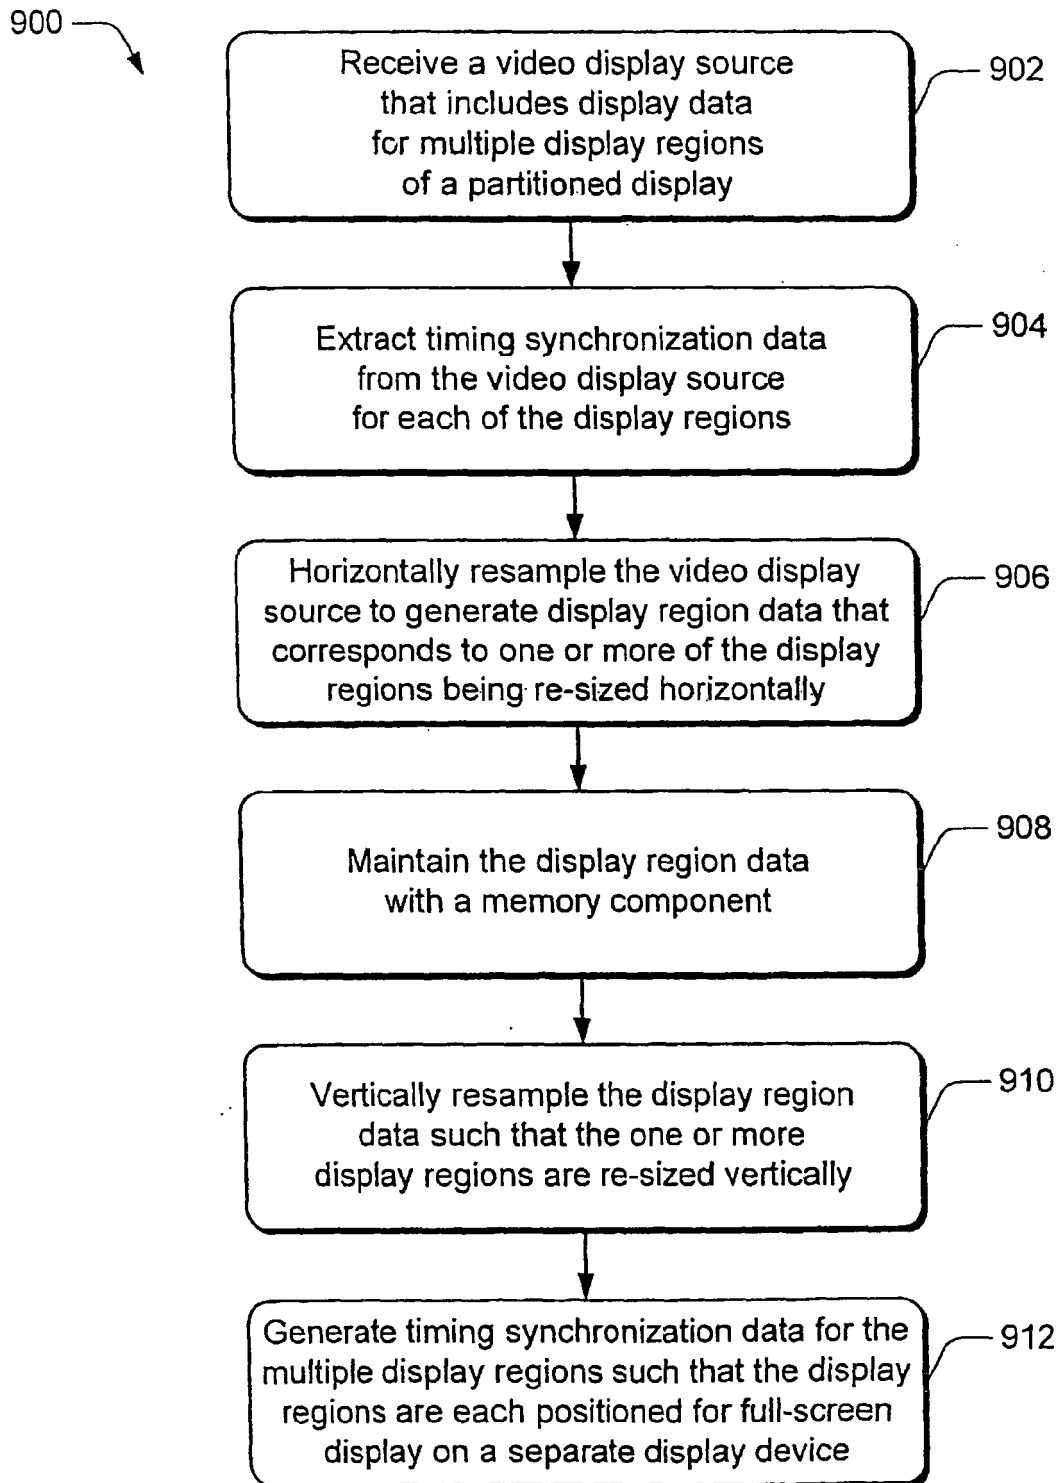 900
Receive a video display source
that includes display data
for multiple display regions
of a partitioned display
902
Extract timing synchronization data
from the video display source
for each of the display regions
904
Horizontally resample the video display
source to generate display region data that
corresponds to one or more of the display
regions being re-sized horizontally
906
Maintain the display region data
with a memory component
908
Vertically resample the display region
data such that the one or more
display regions are re-sized vertically
910
Generate timing synchronization data for the
multiple display regions such that the display
regions are each positioned for full-screen
display on a separate display device
912